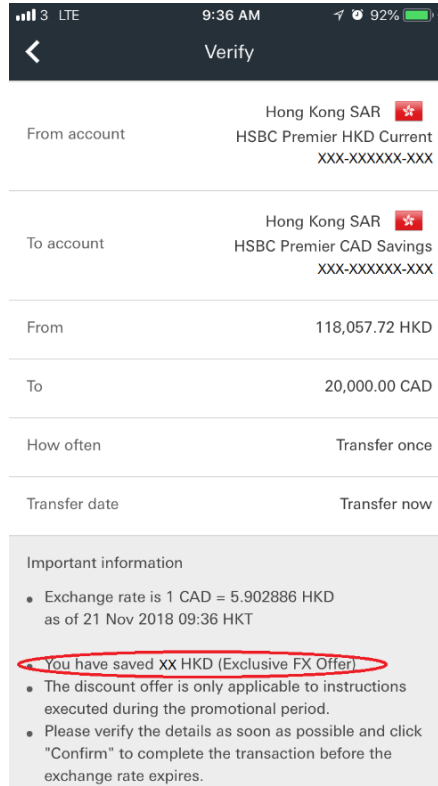 3 LTE 9:36 AM 92%
Verify
Hong Kong SAR
From account HSBC Premier HKD Current
XXX-XXXXXX-XXX
Hong Kong SAR
To account HSBC Premier CAD Savings
XXX-XXXXXX-XXX
From 118,057.72 HKD
To 20,000.00 CAD
How often Transfer once
Transfer date Transfer now
Important information
• Exchange rate is 1 CAD = 5.902886 HKD
as of 21 Nov 2018 09:36 HKT
• You have saved XX HKD (Exclusive FX Offer)
• The discount offer is only applicable to instructions
executed during the promotional period.
• Please verify the details as soon as possible and click
"Confirm" to complete the transaction before the
exchange rate expires.